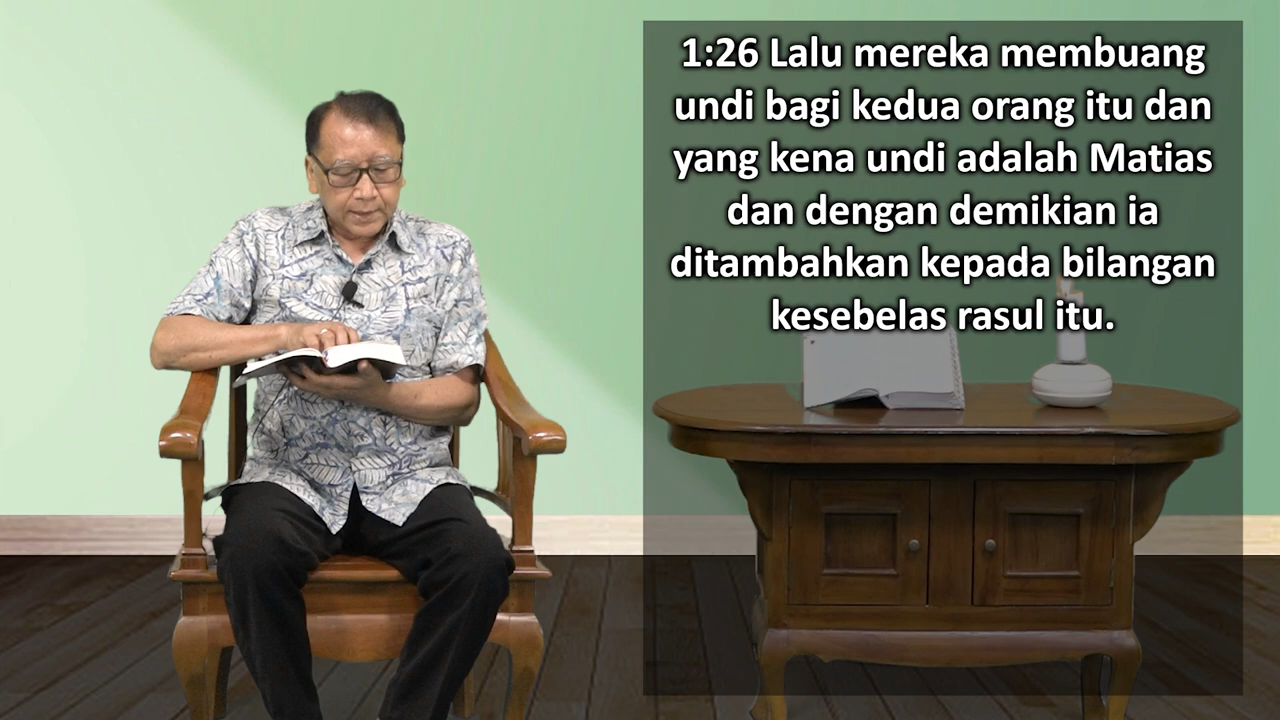 1:26 Lalu mereka membuang
undi bagi kedua orang itu dan
yang kena undi adalah Matias
dan dengan demikian ia
ditambahkan kepada bilangan
kesebelas rasul itu.